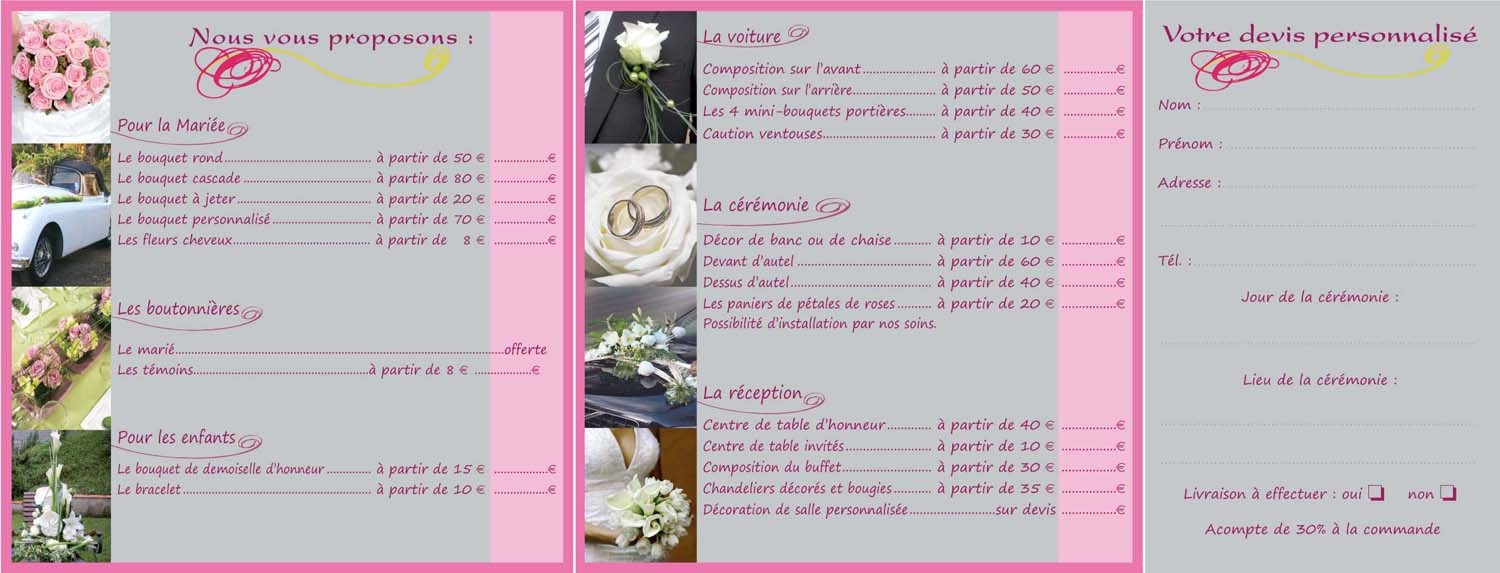 Nous vous proposons :
Pour la Mariée
Le bouquet rond.................................... à partir de 50 € ................€
Le bouquet cascade ............................... à partir de 80 € ................€
Le bouquet à jeter................................. à partir de 20 € ................€
Le bouquet personnalisé ........................ à partir de 70 € ................€
Les fleurs cheveux.................................. à partir de 8 € ................€
Les boutonnières
Le marié..................................................................................offerte
Les témoins...........................................à partir de 8 € .................€
Pour les enfants
Le bouquet de demoiselle d'honneur ........... à partir de 15 € ................€
Le bracelet .............................................. à partir de 10 € ................€
La voiture
Composition sur l'avant .................. à partir de 60 € ................€
Composition sur l'arrière.................... à partir de 50 € ................€
Les 4 mini-bouquets portières....... à partir de 40 € ................€
Caution ventouses............................ à partir de 30 € ................€
La cérémonie
Décor de banc ou de chaise ......... à partir de 10 € ................€
Devant d'autel ................................. à partir de 60 € ................€
Dessus d'autel................................... à partir de 40 € ................€
Les paniers de pétales de roses ........ à partir de 20 € ................€
Possibilité d'installation par nos soins.
La réception
Centre de table d'honneur ........... à partir de 40 € ................€
Centre de table invités..................... à partir de 10 € ................€
Composition du buffet...................... à partir de 30 € ................€
Chandeliers décorés et bougies ......... à partir de 35 € ................€
Décoration de salle personnalisée.....................sur devis ................€
Votre devis personnalisé
Nom : ............................................................
Prénom : ............................................................
Adresse : ............................................................
............................................................
Tél. : ............................................................
Jour de la cérémonie :
............................................................
Lieu de la cérémonie :
............................................................
............................................................
Livraison à effectuer : oui ❏ non ❏
Acompte de 30% à la commande